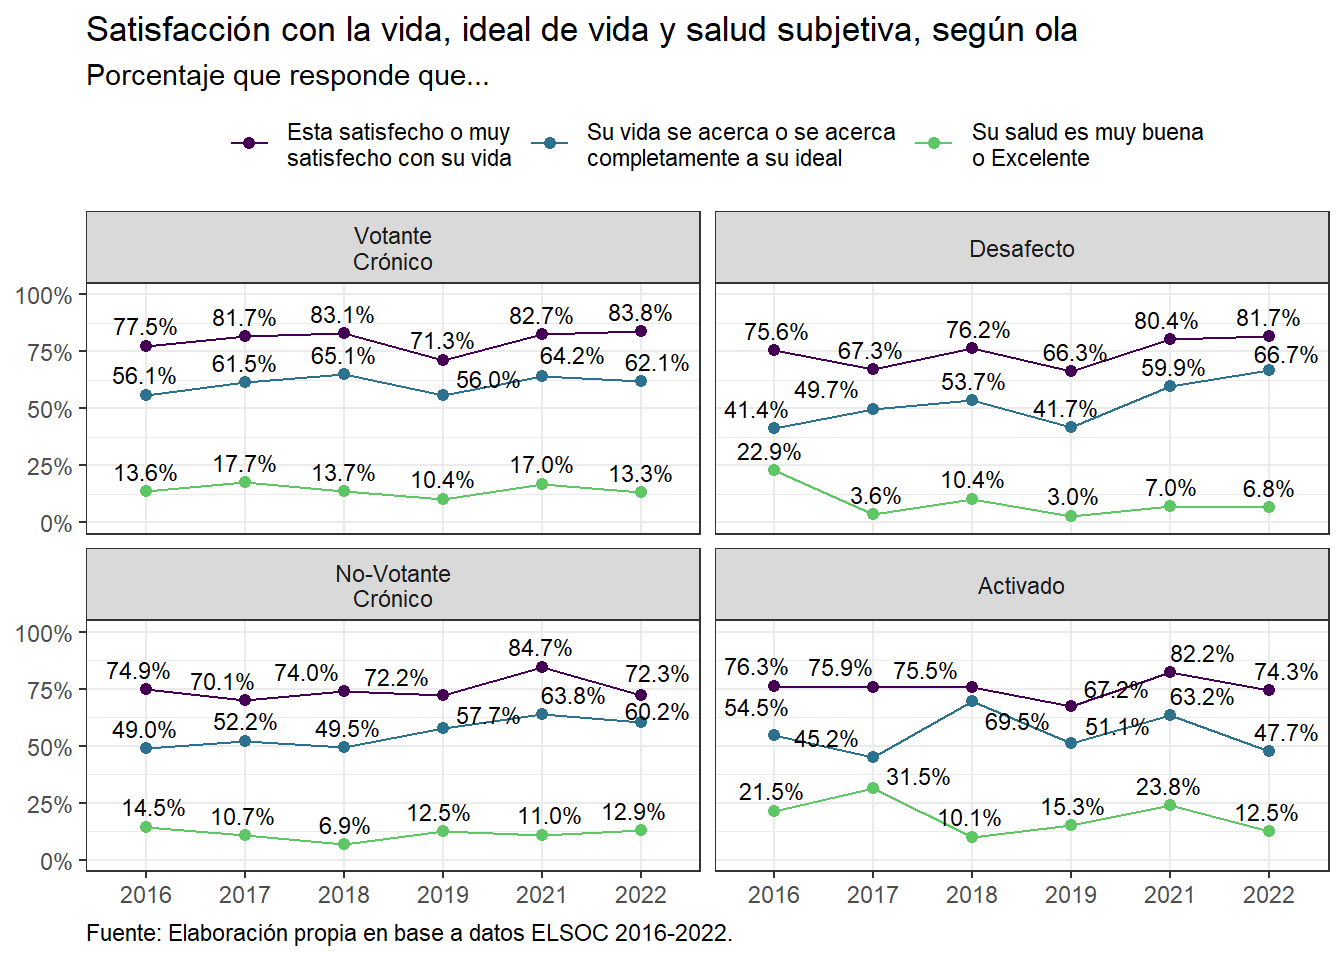 Satisfacción con la vida, ideal de vida y salud subjetiva, según ola
Porcentaje que responde que...
Esta satisfecho o muy
satisfecho con su vida
Su vida se acerca o se acerca
completamente a su ideal
Su salud es muy buena
o Excelente
Votante
Crónico
100%
75%
50%
25%
0%
77.5% 81.7% 83.1% 71.3% 82.7% 83.8%
56.1% 61.5% 65.1% 56.0% 64.2% 62.1%
13.6% 17.7% 13.7% 10.4% 17.0% 13.3%
Desafecto
75.6% 67.3% 76.2% 66.3% 80.4% 81.7%
41.4% 49.7% 53.7% 41.7% 59.9% 66.7%
22.9% 3.6% 10.4% 3.0% 7.0% 6.8%
No-Votante
Crónico
100%
75%
50%
25%
0%
74.9% 70.1% 74.0% 72.2% 84.7% 72.3%
49.0% 52.2% 49.5% 57.7% 63.8% 60.2%
14.5% 10.7% 6.9% 12.5% 11.0% 12.9%
2016 2017 2018 2019 2021 2022
Activado
76.3% 75.9% 75.5% 67.2% 82.2% 74.3%
54.5% 45.2% 69.5% 51.1% 63.2% 47.7%
21.5% 31.5% 10.1% 15.3% 23.8% 12.5%
2016 2017 2018 2019 2021 2022
Fuente: Elaboración propia en base a datos ELSOC 2016-2022.